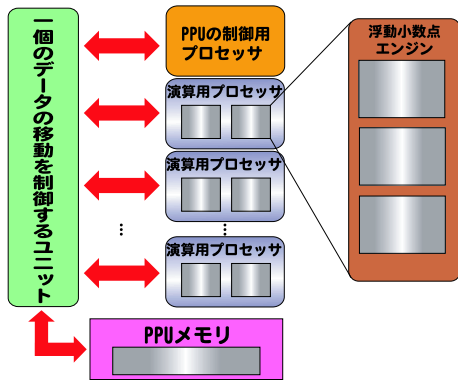 一個のデータの移動を制御するユニット
PPUの制御用
プロセッサ
演算用プロセッサ
演算用プロセッサ
演算用プロセッサ
PPUメモリ
浮動小数点
エンジン